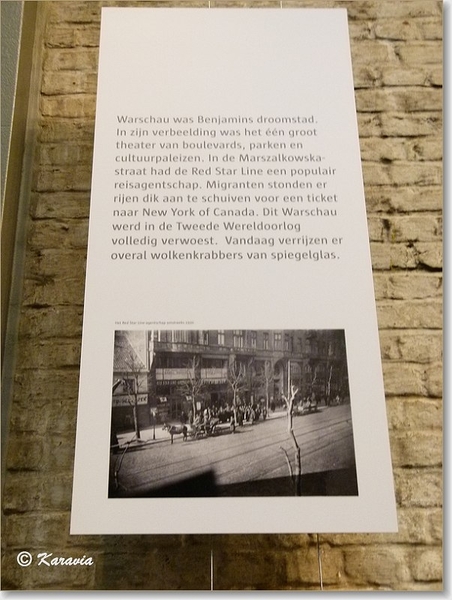 Warschau was Benjamins droomstad.
In zijn verbeelding was het één groot
theater van boulevards, parken en
cultuurpaleizen. In de Marszalkowska-
straat had de Red Star Line een populair
reisagentschap. Migranten stonden er
rijen dik aan te schuiven voor een ticket
naar New York of Canada. Dit Warschau
werd in de Tweede Wereldoorlog
volledig verwoest. Vandaag verrijzen er
overal wolkenkrabbers van spiegelglas.
Red Star Line
© Karavia